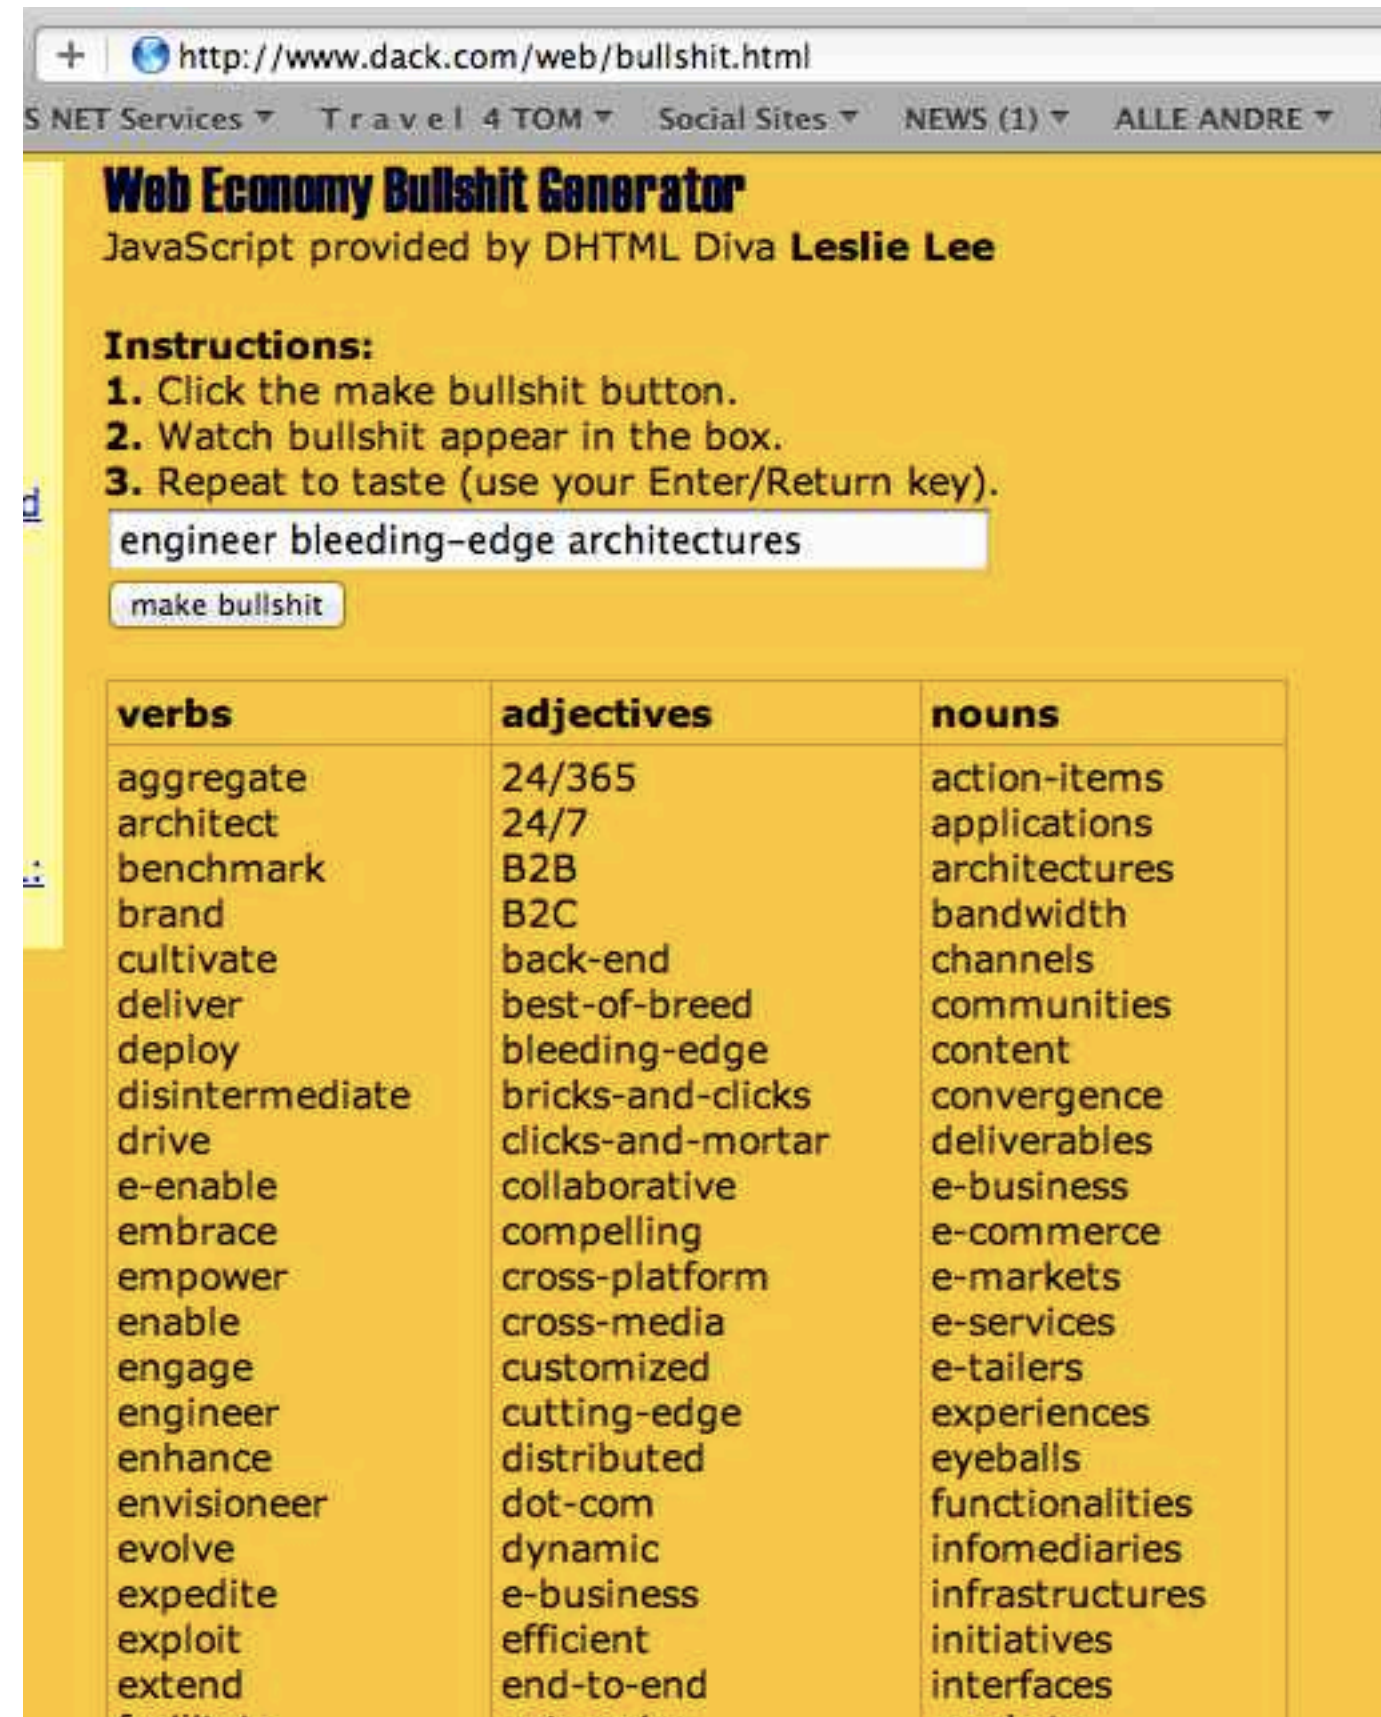 http://www.dack.com/web/bullshit.html
S NET Services ▾ Travel 4 TOM ▾ Social Sites ▾ NEWS (1) ▾ ALLE ANDRE ▾
Web Economy Bullshit Generator
JavaScript provided by DHTML Diva Leslie Lee
Instructions:
1. Click the make bullshit button.
2. Watch bullshit appear in the box.
3. Repeat to taste (use your Enter/Return key).
engineer bleeding-edge architectures
make bullshit
verbs adjectives nouns
aggregate 24/365 action-items
architect 24/7 applications
benchmark B2B architectures
brand B2C bandwidth
cultivate back-end channels
deliver best-of-breed communities
deploy bleeding-edge content
disintermediate bricks-and-clicks convergence
drive clicks-and-mortar deliverables
e-enable collaborative e-business
embrace compelling e-commerce
empower cross-platform e-markets
enable cross-media e-services
engage customized e-tailers
engineer cutting-edge experiences
enhance distributed eyeballs
envisioneer dot-com functionalities
evolve dynamic infomediaries
expedite e-business infrastructures
exploit efficient initiatives
extend end-to-end interfaces